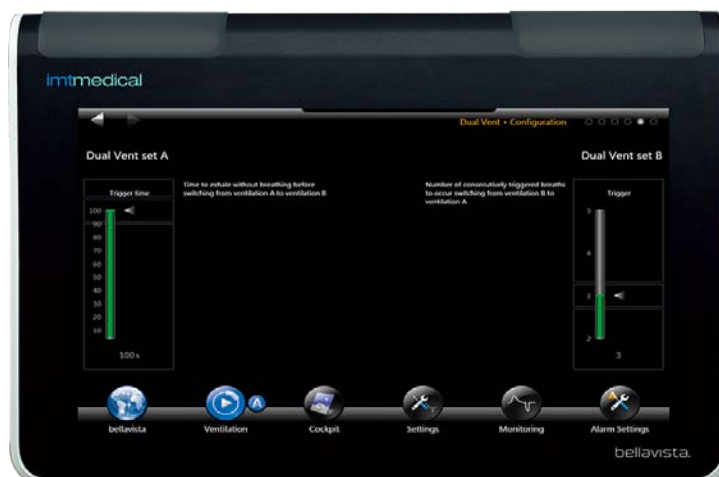 imtmedical
Dual Vent • Configuration
Dual Vent set A
Dual Vent set B
Trigger time
Time to exhale without breathing before
switching from ventilation A to ventilation B
Number of consecutively triggered breaths
to occur switching from ventilation B to
ventilation A
Trigger
100
90
80
70
60
50
40
30
20
10
100 s
5
4
3
2
3
bellavista
Ventilation
A
Cockpit
Settings
Monitoring
Alarm Settings
bellavista.